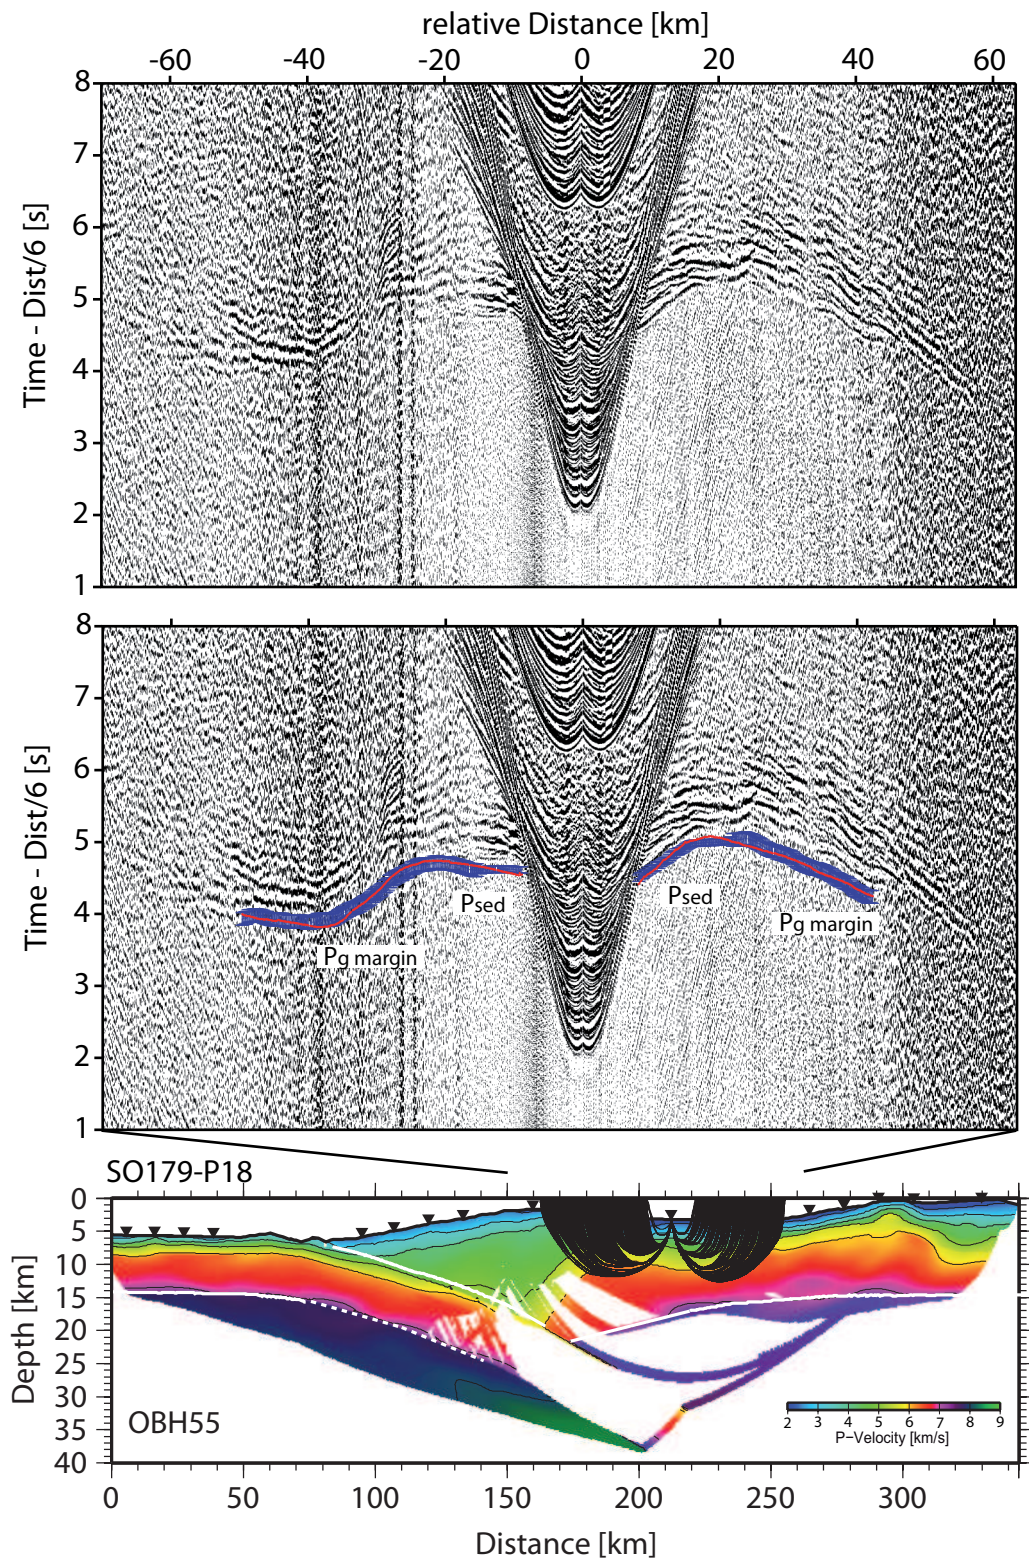 relative Distance [km]
-60 -40 -20 0 20 40 60
8
7
6
5
4
3
2
1
Time - Dist/6 [s]
8
7
6
5
4
3
2
1
Time - Dist/6 [s]
Psed
Psed
Pg margin
Pg margin
SO179-P18
0
5
10
15
20
25
30
35
40
Depth [km]
OBH55
2 3 4 5 6 7 8 9
P-Velocity [km/s]
0 50 100 150 200 250 300
Distance [km]